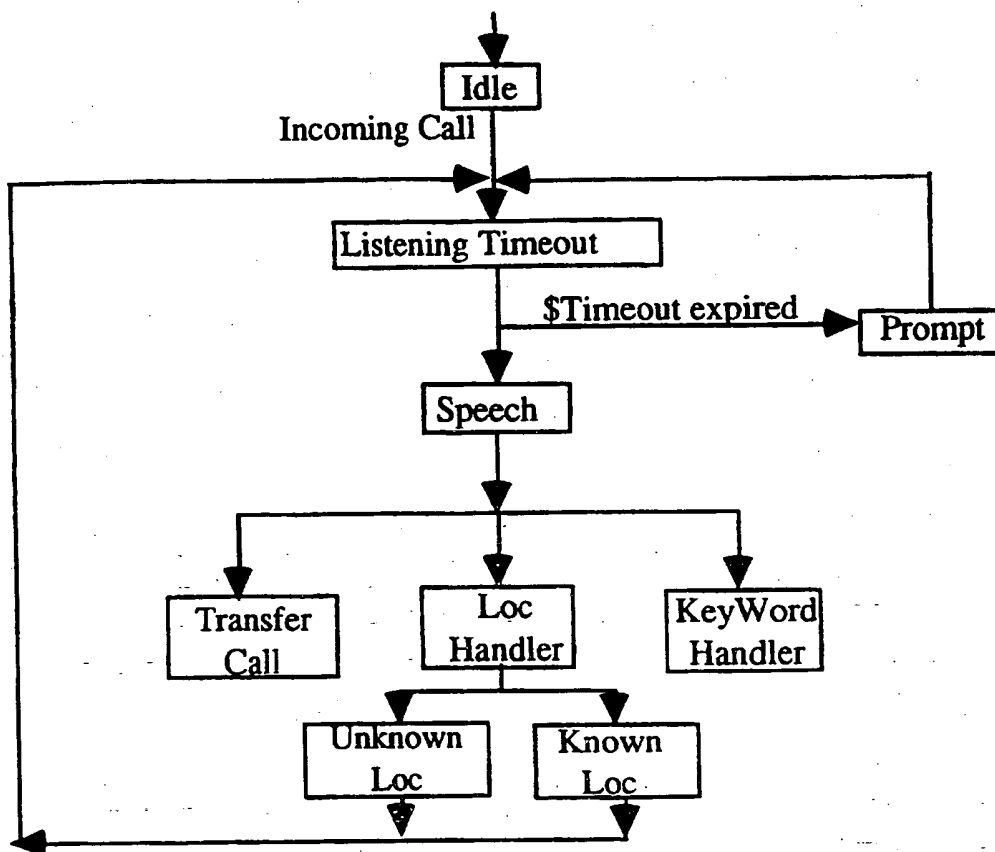 Idle
Incoming Call
Listening Timeout
$Timeout expired
Prompt
Speech
Transfer
Call
Loc
Handler
KeyWord
Handler
Unknown
Loc
Known
Loc